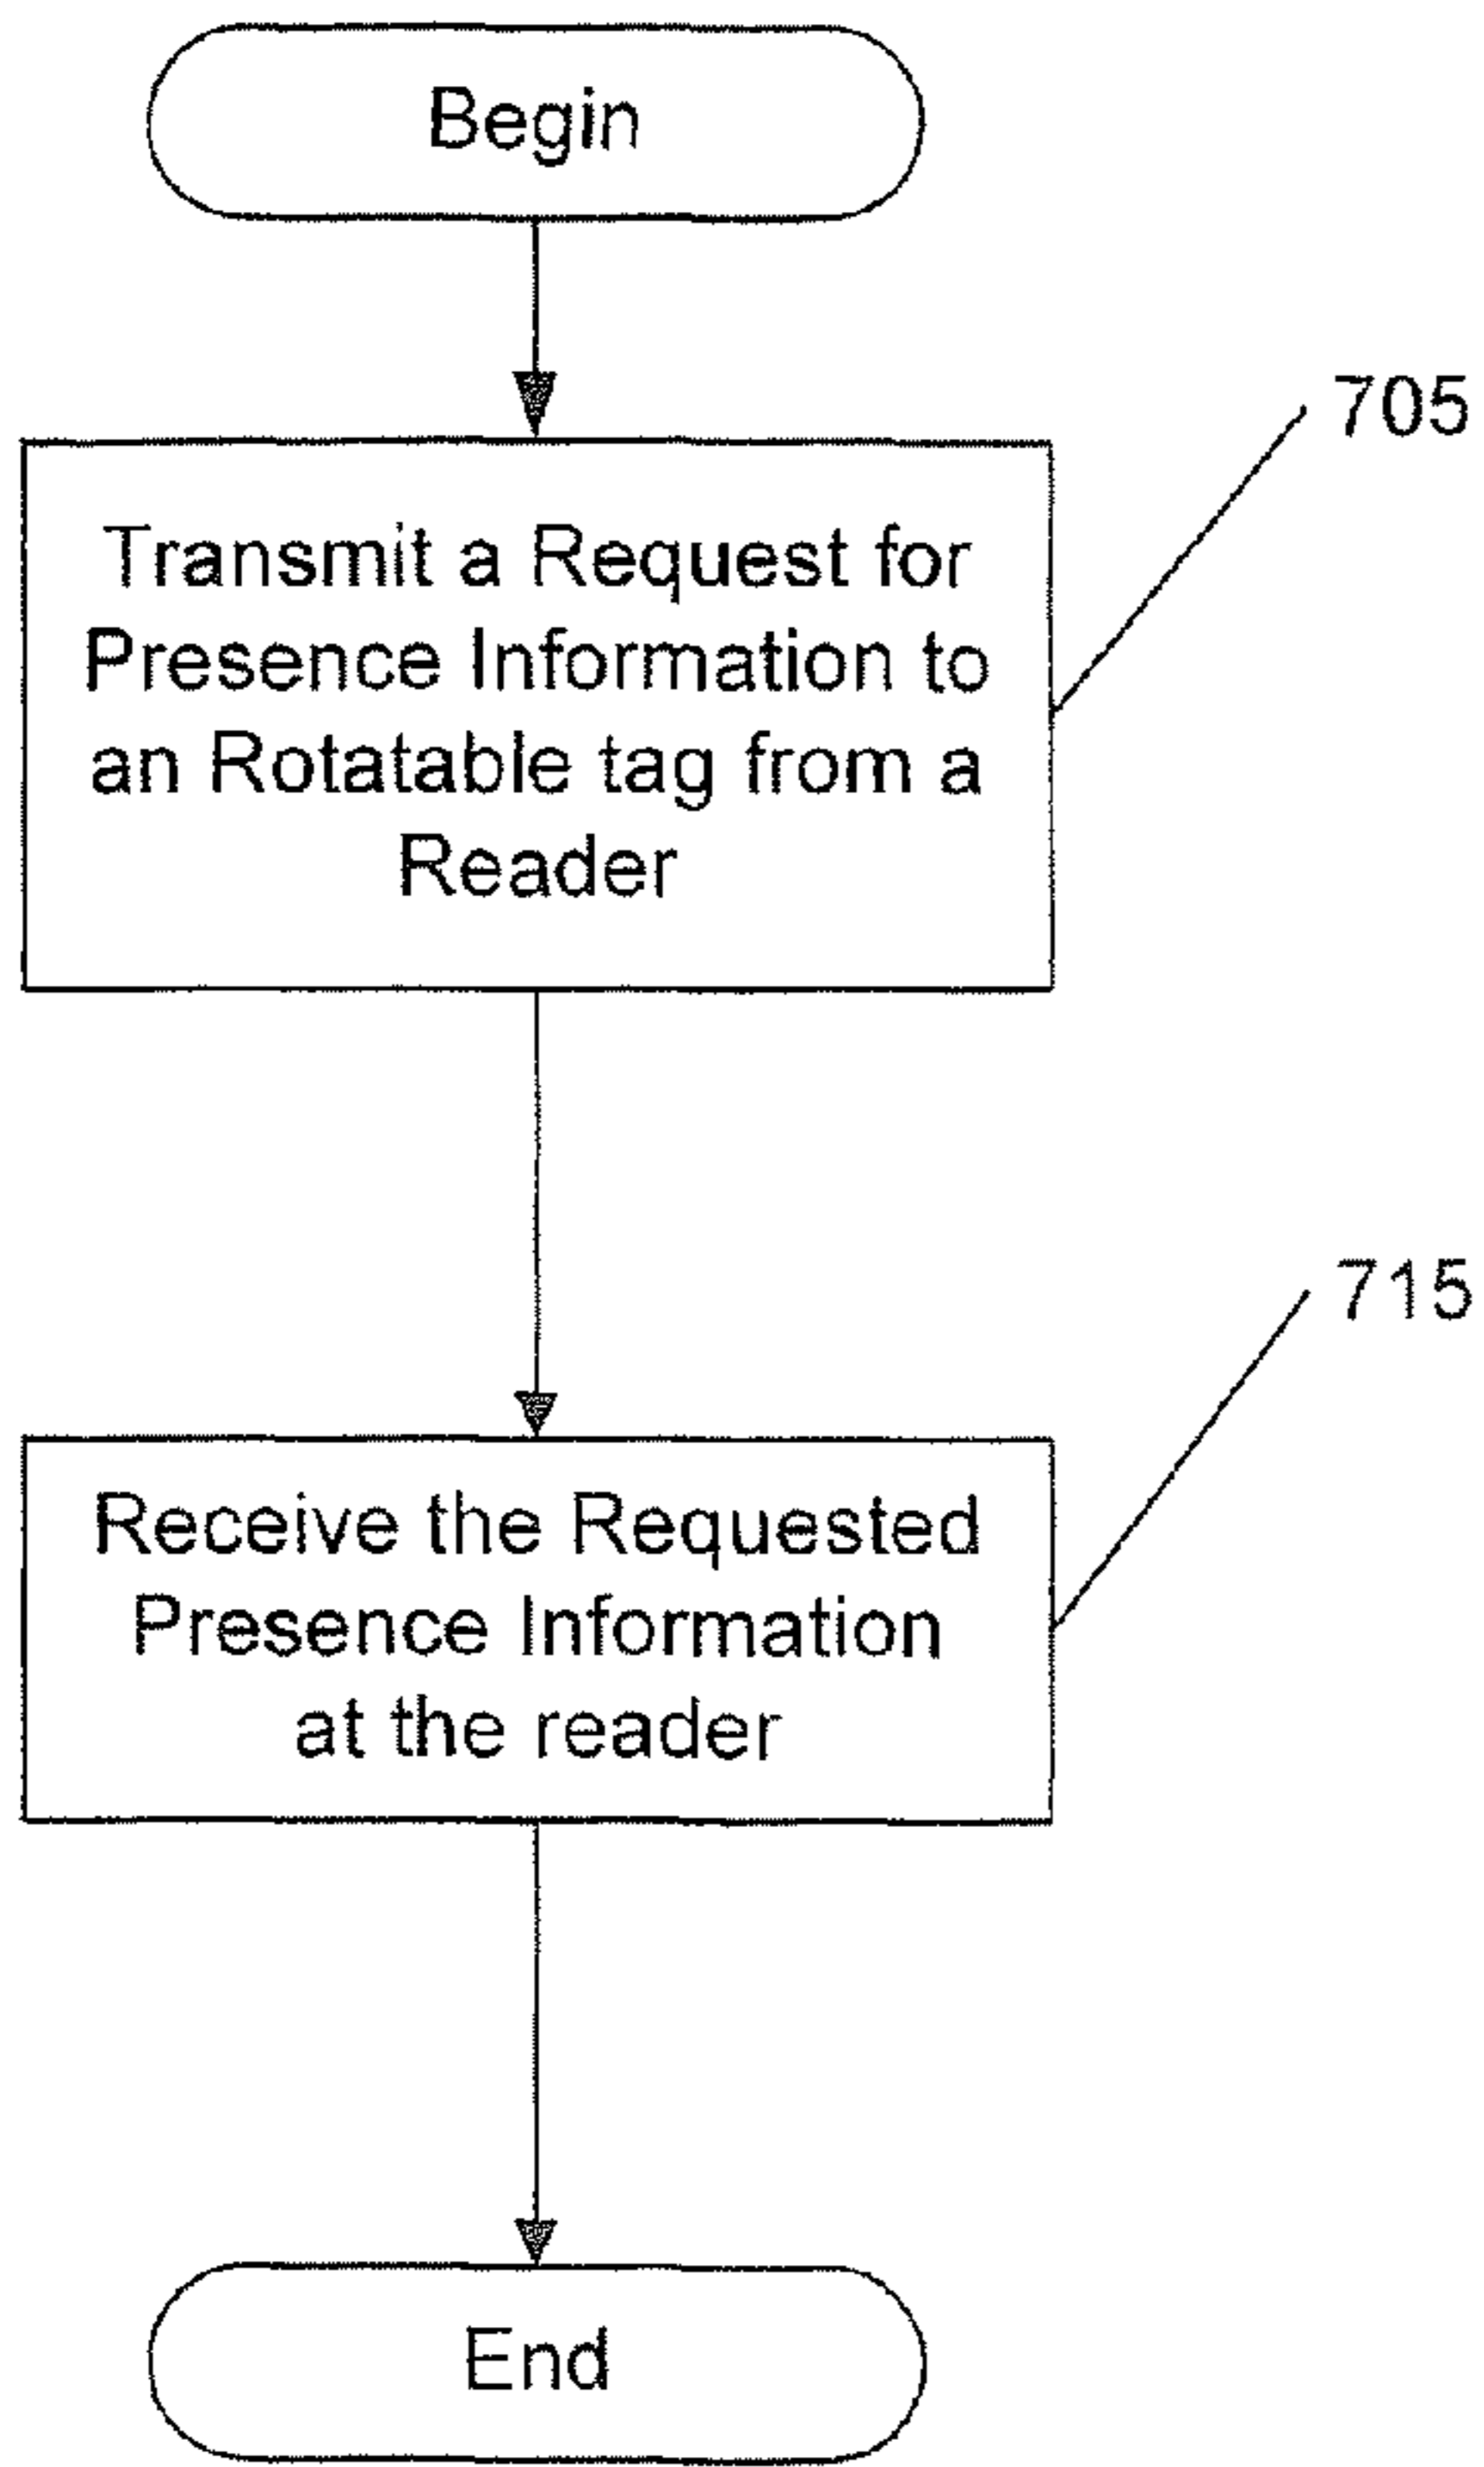 Begin
705
Transmit a Request for
Presence Information to
an Rotatable tag from a
Reader
715
Receive the Requested
Presence Information
at the reader
End